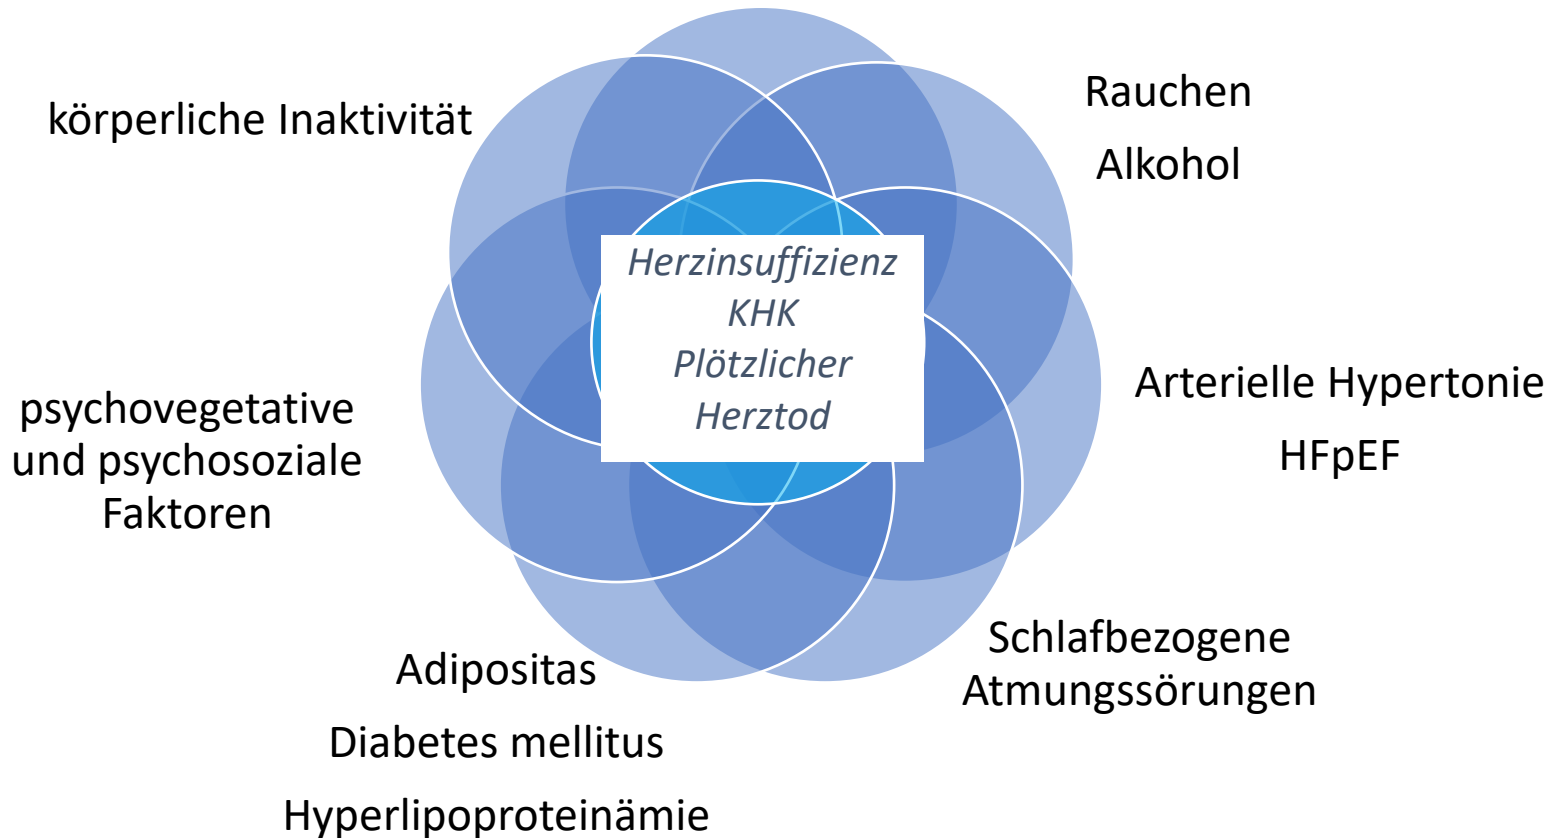 körperliche Inaktivität
Rauchen
Alkohol
Herzinsuffizienz
KHK
Plötzlicher
Herztod
Arterielle Hypertonie
HFpEF
psychovegetative
und psychosoziale
Faktoren
Schlafbezogene
Atmungssörungen
Adipositas
Diabetes mellitus
Hyperlipoproteinämie